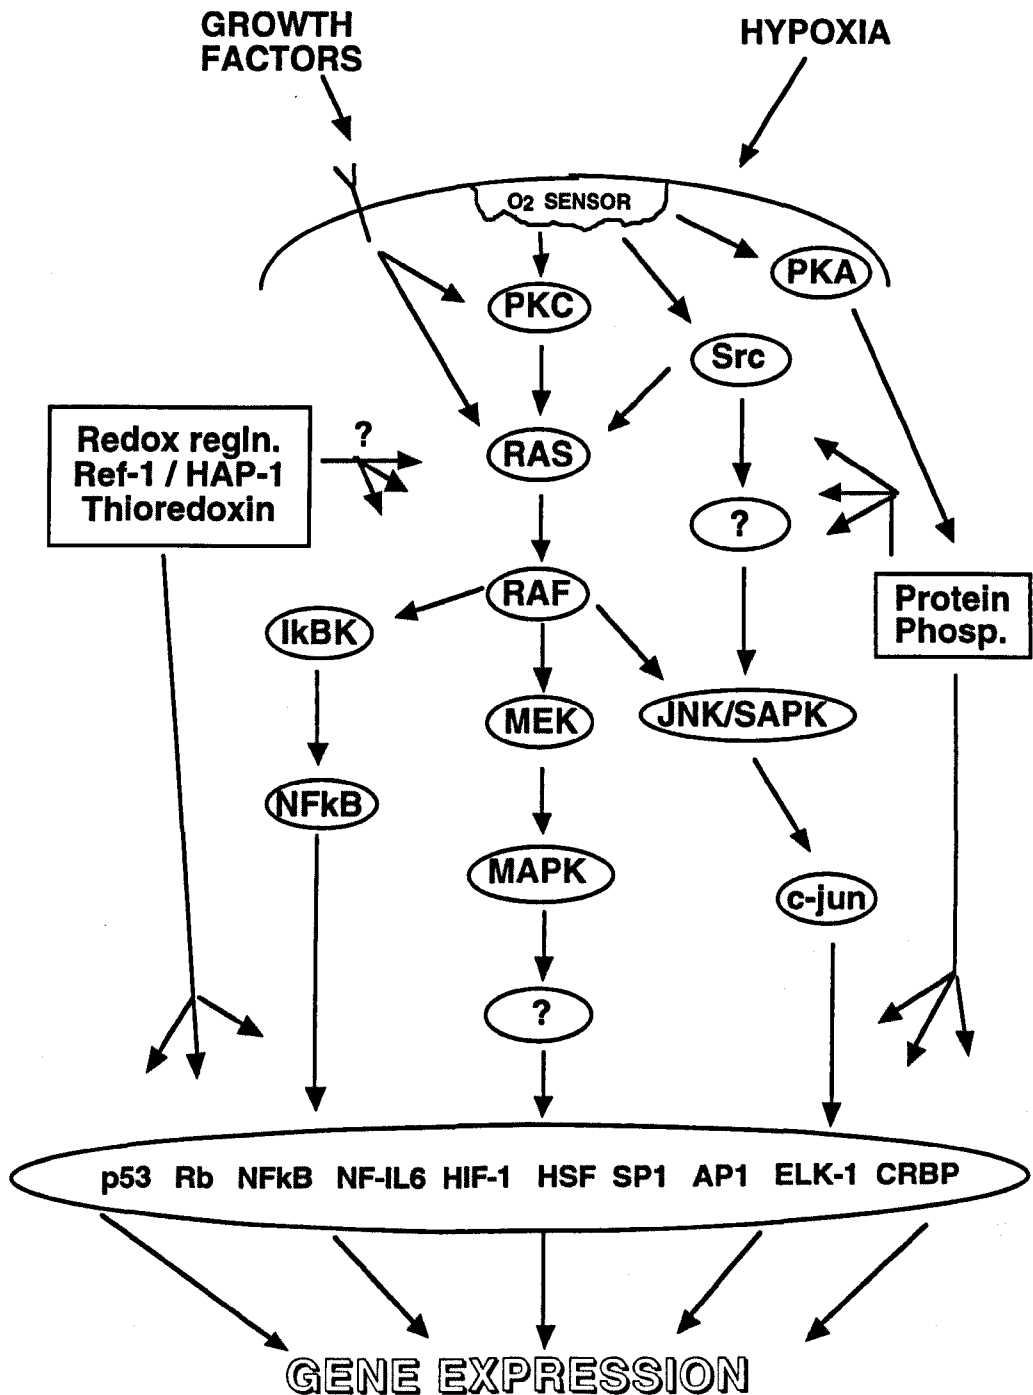 GROWTH
FACTORS
HYPOXIA
O2 SENSOR
PKA
PKC
Src
Redox regln.
Ref-1 / HAP-1
Thioredoxin
?
RAS
?
RAF
Protein
Phosp.
IkBK
MEK
JNK/SAPK
NFkB
MAPK
c-jun
?
p53 Rb NFkB NF-IL6 HIF-1 HSF SP1 AP1 ELK-1 CRBP
GENE EXPRESSION